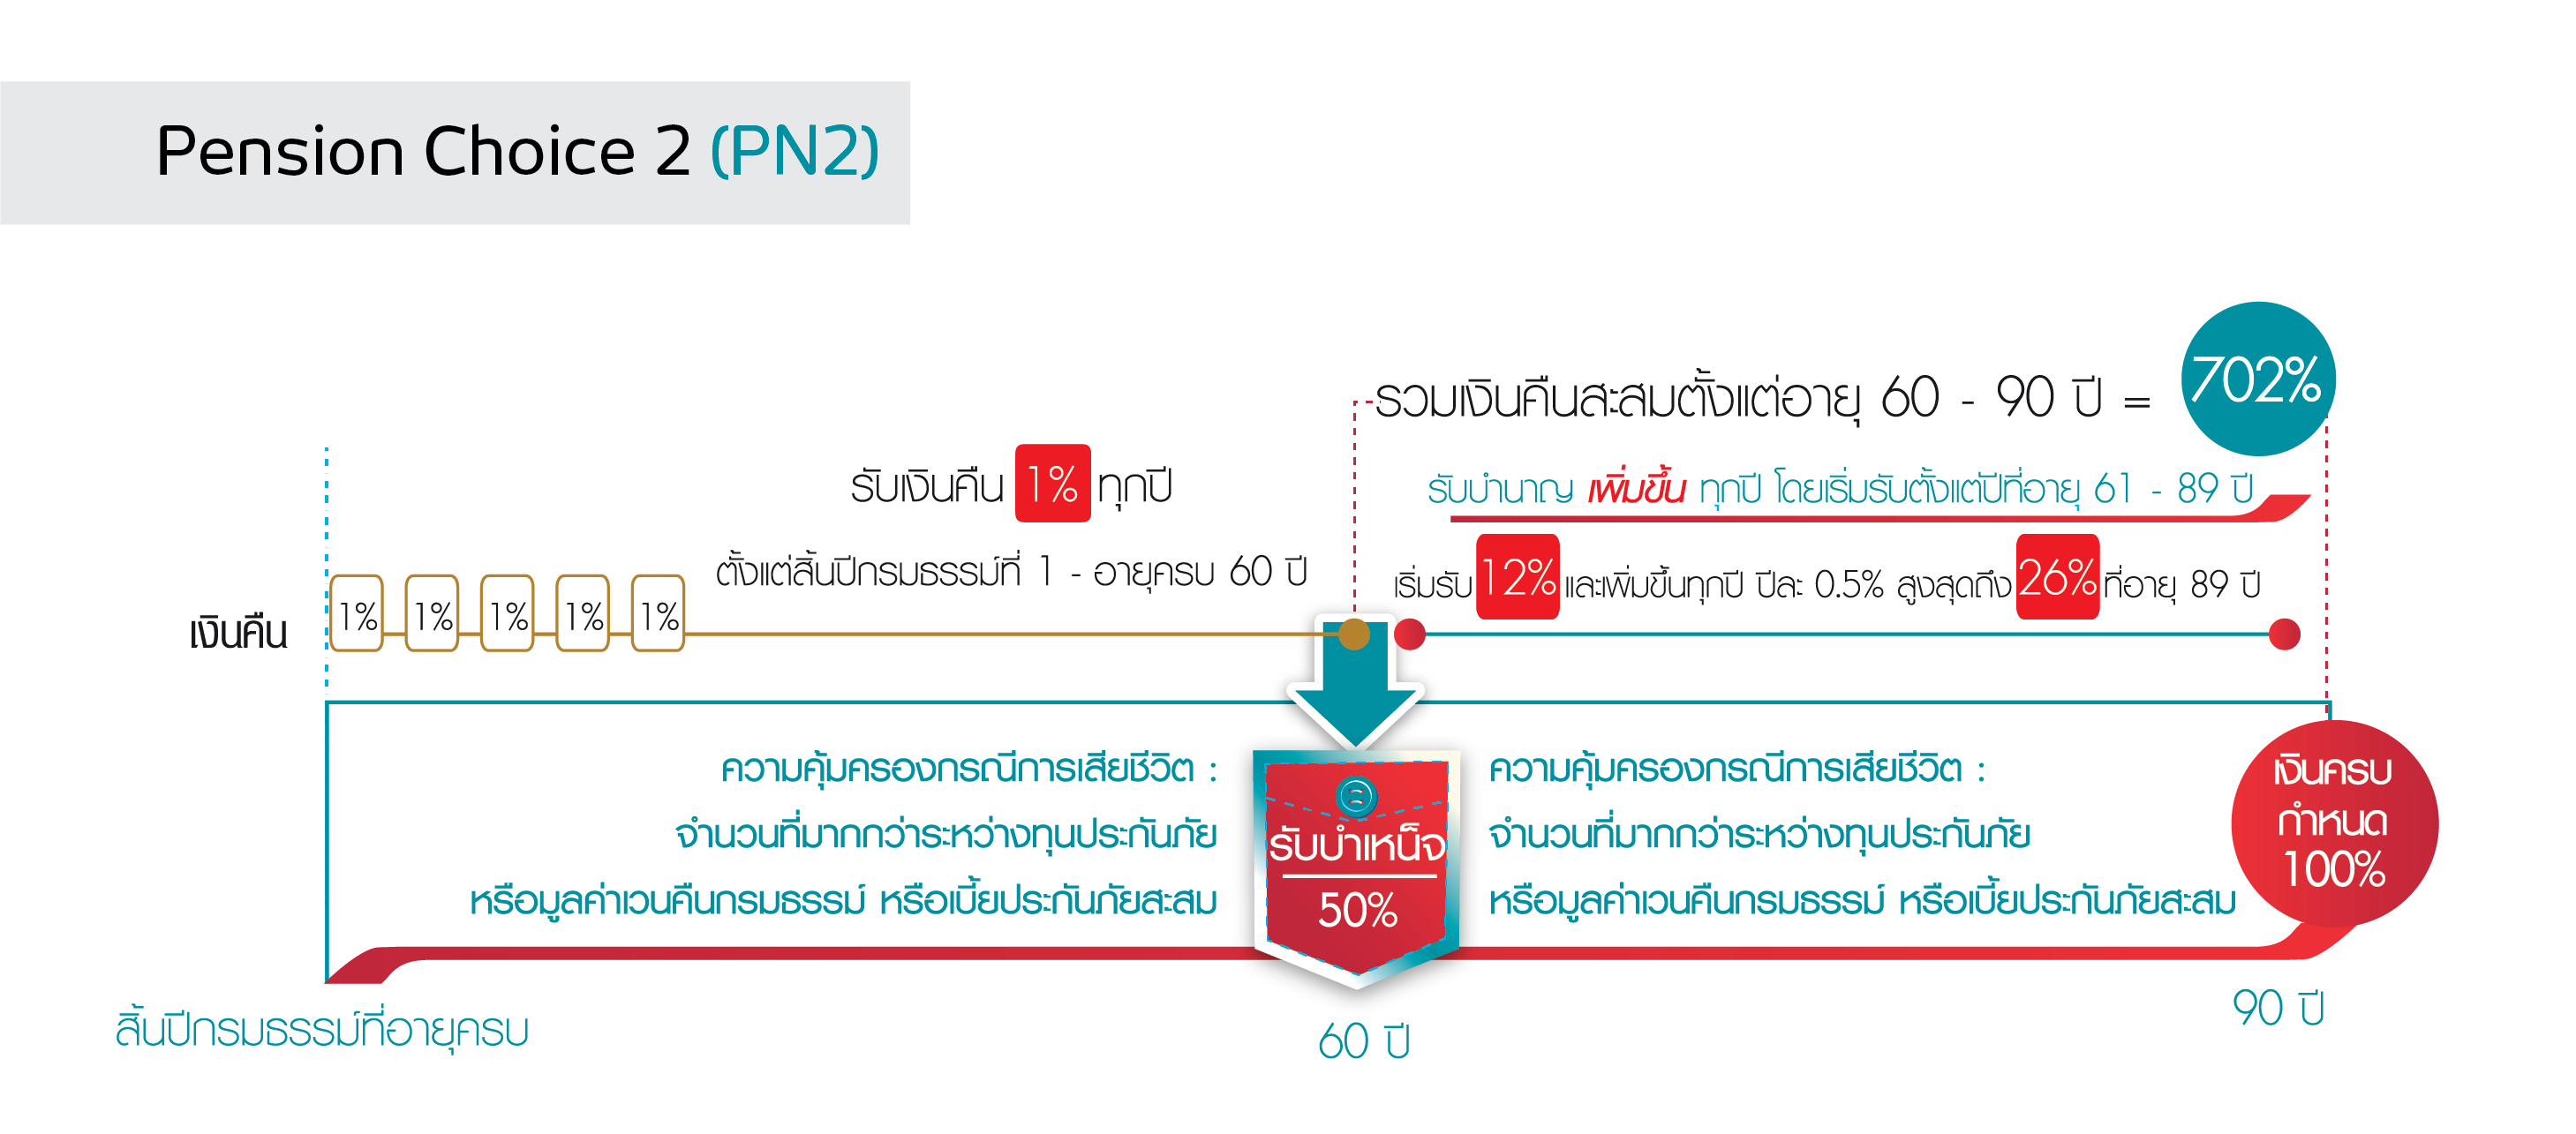 Pension Choice 2 (PN2)
รวมเงินคืนสะสมตั้งแต่อายุ 60 - 90 ปี = 702%
รับเงินคืน 1% ทุกปี
ตั้งแต่สิ้นปีกรมธรรม์ที่ 1 - อายุครบ 60 ปี
รับบำนาญ เพิ่มขึ้น ทุกปี โดยเริ่มรับตั้งแต่ปีที่อายุ 61 - 89 ปี
เริ่มรับ 12% และเพิ่มขึ้นทุกปี ปีละ 0.5% สูงสุดถึง 26% ที่อายุ 89 ปี
เงินคืน 1% 1% 1% 1% 1%
ความคุ้มครองกรณีการเสียชีวิต :
จำนวนที่มากกว่าระหว่างทุนประกันภัย
หรือมูลค่าเวนคืนกรมธรรม์ หรือเบี้ยประกันภัยสะสม
รับบำเหน็จ
50%
ความคุ้มครองกรณีการเสียชีวิต :
จำนวนที่มากกว่าระหว่างทุนประกันภัย
หรือมูลค่าเวนคืนกรมธรรม์ หรือเบี้ยประกันภัยสะสม
เงินครบ
กำหนด
100%
สิ้นปีกรมธรรม์ที่อายุครบ
60 ปี
90 ปี